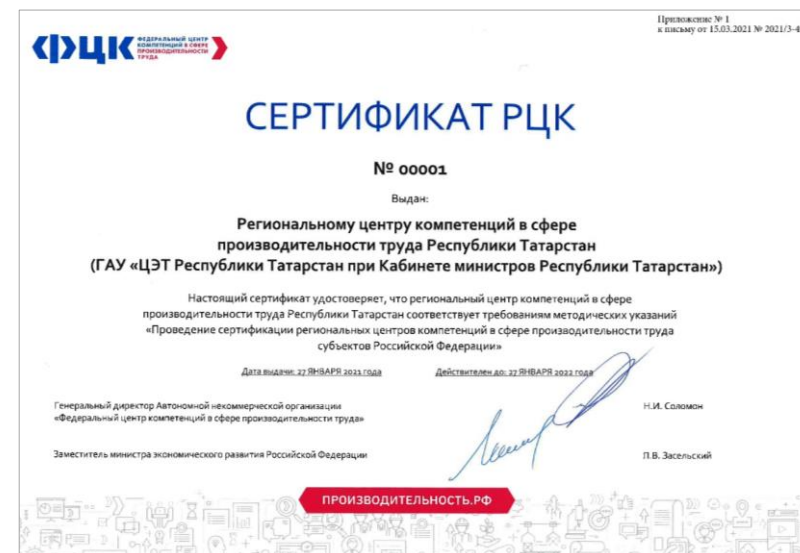 Приложение № 1
к письму от 15.03.2021 № 2021/3-4
ФЦК
ФЕДЕРАЛЬНЫЙ ЦЕНТР
КОМПЕТЕНЦИЙ В СФЕРЕ
ПРОИЗВОДИТЕЛЬНОСТИ
ТРУДА
СЕРТИФИКАТ РЦК
№ 00001
Выдан:
Региональному центру компетенций в сфере
производительности труда Республики Татарстан
(ГАУ «ЦЭТ Республики Татарстан при Кабинете министров Республики Татарстан»)
Настоящий сертификат удостоверяет, что региональный центр компетенций в сфере
производительности труда Республики Татарстан соответствует требованиям методических указаний
«Проведение сертификации региональных центров компетенций в сфере производительности труда
субъектов Российской Федерации»
Дата выдачи: 27 ЯНВАРЯ 2021 года Действителен до: 27 ЯНВАРЯ 2022 года
Генеральный директор Автономной некоммерческой организации
«Федеральный центр компетенций в сфере производительности труда»
Н.И. Соломон
Заместитель министра экономического развития Российской Федерации П.В. Засельский
ПРОИЗВОДИТЕЛЬНОСТЬ.РФ